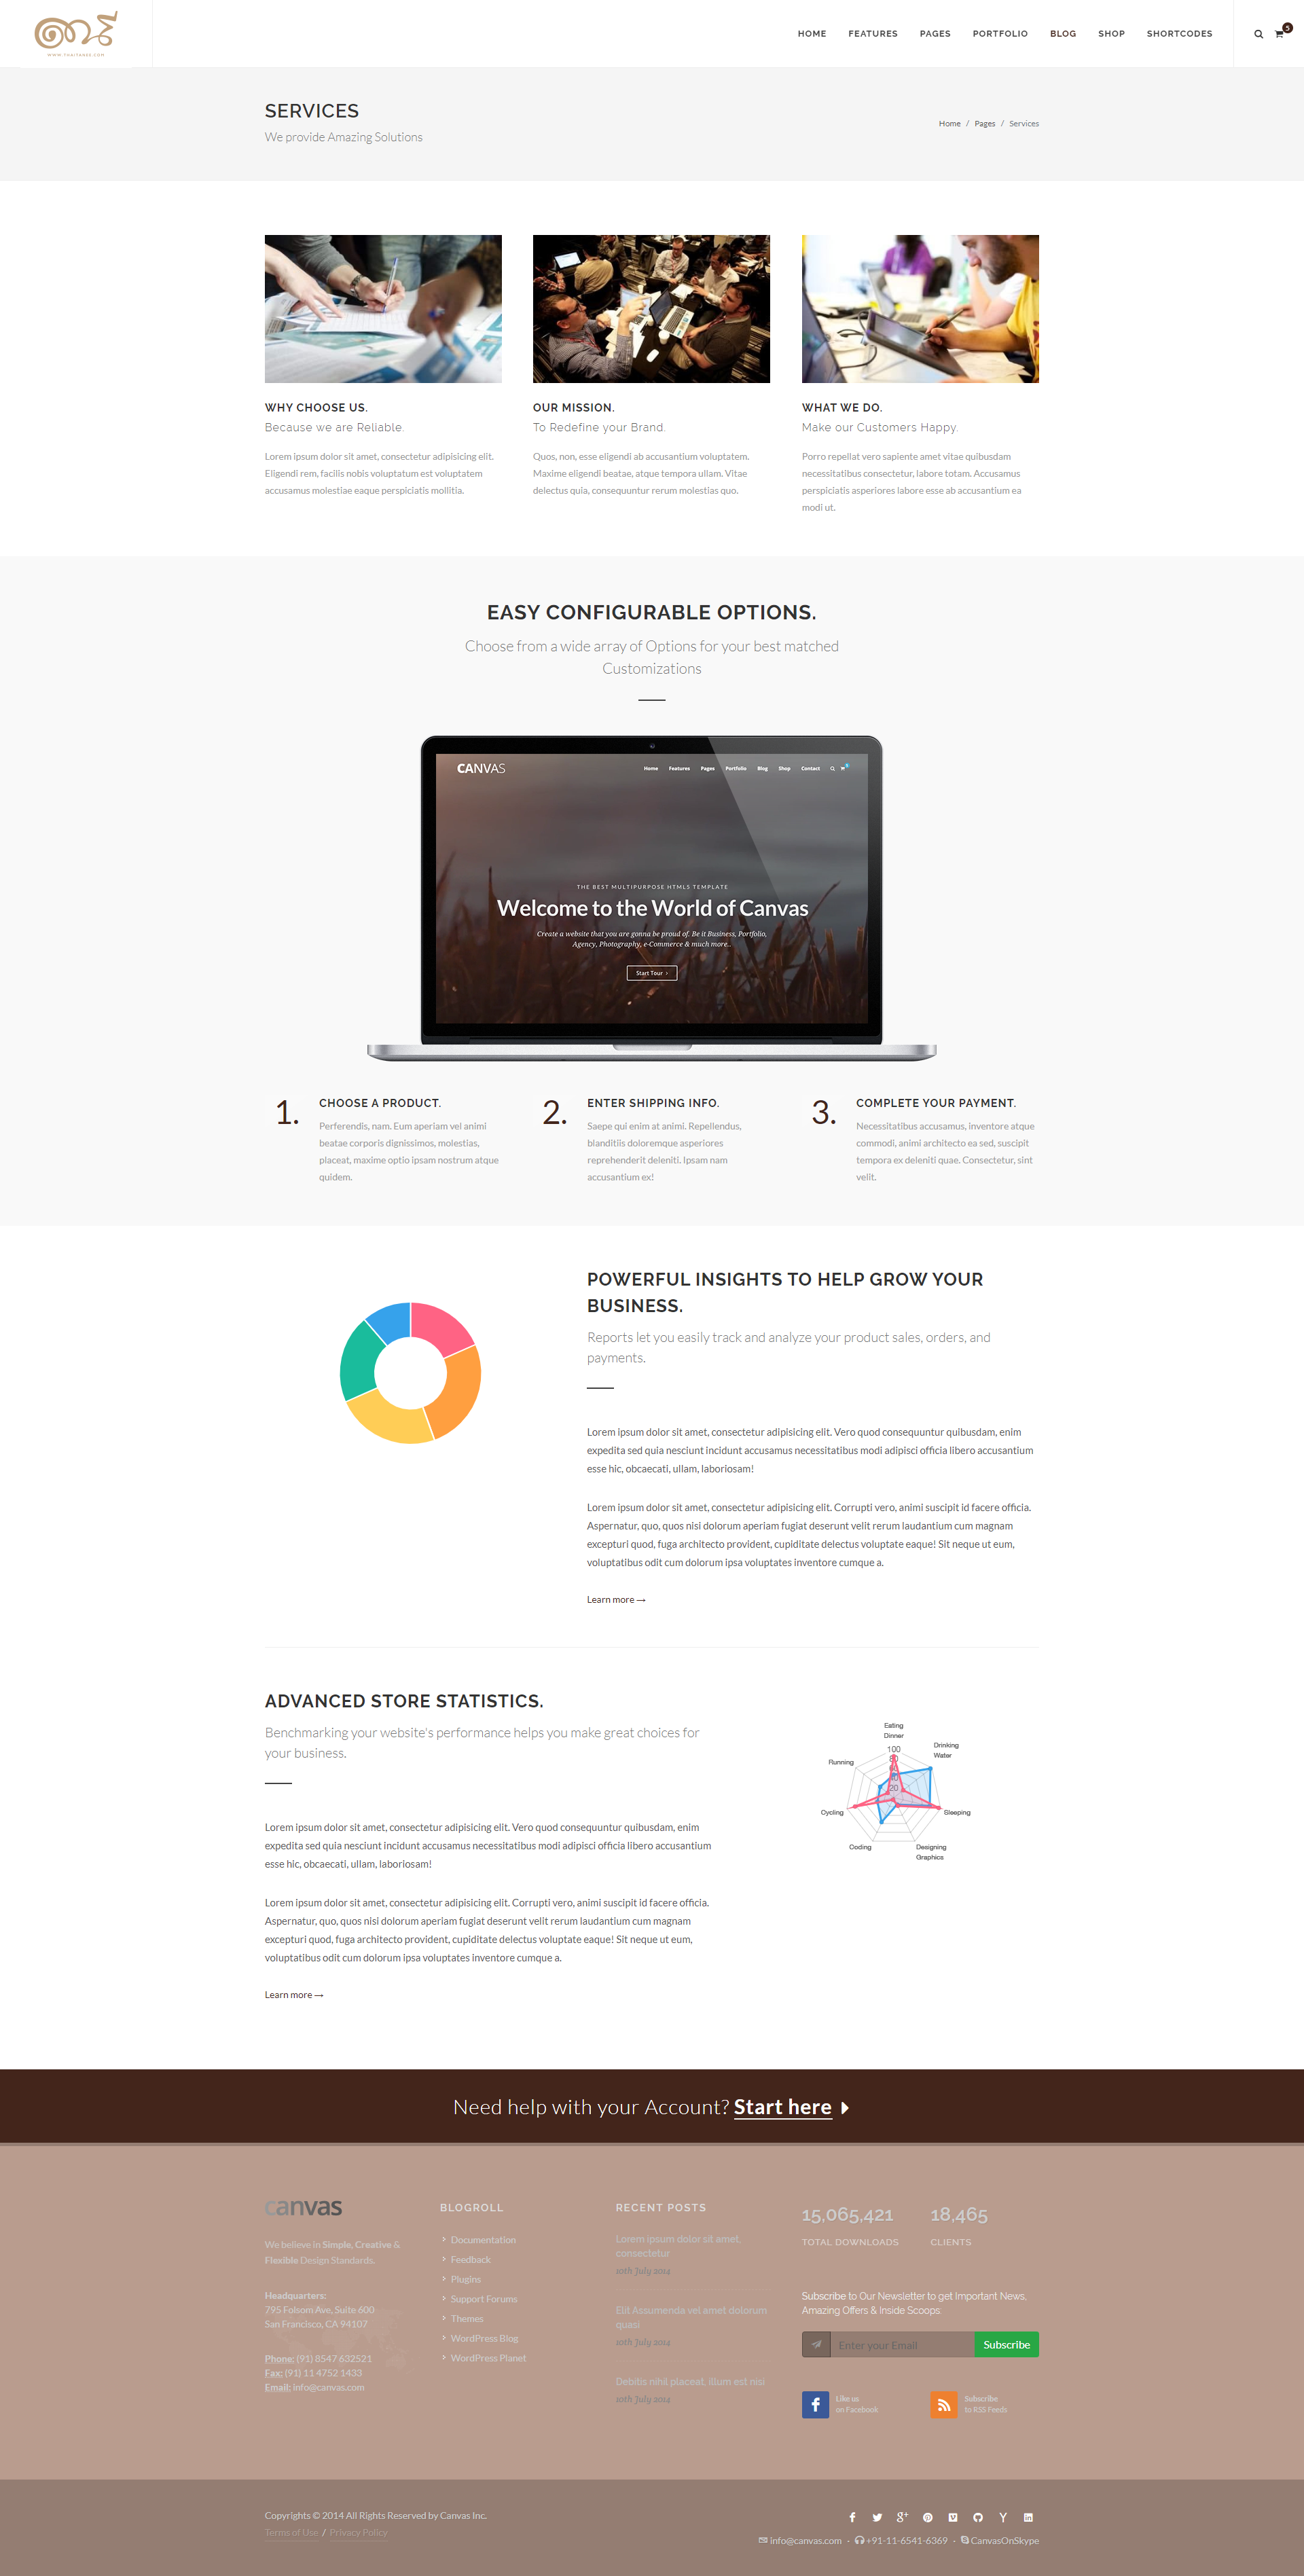 WWW.THAITANEE.COM
HOME FEATURES PAGES PORTFOLIO BLOG SHOP SHORTCODES
5
SERVICES
We provide Amazing Solutions
Home / Pages / Services
WHY CHOOSE US.
Because we are Reliable.
Lorem ipsum dolor sit amet, consectetur adipisicing elit.
Eligendi rem, facilis nobis voluptatum est voluptatem
accusamus molestiae eaque perspiciatis mollitia.
OUR MISSION.
To Redefine your Brand.
Quos, non, esse eligendi ab accusantium voluptatem.
Maxime eligendi beatae, atque tempora ullam. Vitae
delectus quia, consequuntur rerum molestias quo.
WHAT WE DO.
Make our Customers Happy.
Porro repellat vero sapiente amet vitae quibusdam
necessitatibus consectetur, labore totam. Accusamus
perspiciatis asperiores labore esse ab accusantium ea
modi ut.
EASY CONFIGURABLE OPTIONS.
Choose from a wide array of Options for your best matched
Customizations
CANVAS
Home Features Pages Portfolio Blog Shop Contact
THE BEST MULTIPURPOSE HTML5 TEMPLATE
Welcome to the World of Canvas
Create a website that you are gonna be proud of. Be it Business, Portfolio,
Agency, Photography, e-Commerce & much more..
Start Tour ›
1.
CHOOSE A PRODUCT.
Perferendis, nam. Eum aperiam vel animi
beatae corporis dignissimos, molestias,
placeat, maxime optio ipsam nostrum atque
quidem.
2.
ENTER SHIPPING INFO.
Saepe qui enim at animi. Repellendus,
blanditiis doloremque asperiores
reprehenderit deleniti. Ipsam nam
accusantium ex!
3.
COMPLETE YOUR PAYMENT.
Necessitatibus accusamus, inventore atque
commodi, animi architecto ea sed, suscipit
tempora ex deleniti quae. Consectetur, sint
velit.
POWERFUL INSIGHTS TO HELP GROW YOUR
BUSINESS.
Reports let you easily track and analyze your product sales, orders, and
payments.
Lorem ipsum dolor sit amet, consectetur adipisicing elit. Vero quod consequuntur quibusdam, enim
expedita sed quia nesciunt incidunt accusamus necessitatibus modi adipisci officia libero accusantium
esse hic, obcaecati, ullam, laboriosam!
Lorem ipsum dolor sit amet, consectetur adipisicing elit. Corrupti vero, animi suscipit id facere officia.
Aspernatur, quo, quos nisi dolorum aperiam fugiat deserunt velit rerum laudantium cum magnam
excepturi quod, fuga architecto provident, cupiditate delectus voluptate eaque! Sit neque ut eum,
voluptatibus odit cum dolorum ipsa voluptates inventore cumque a.
Learn more →
ADVANCED STORE STATISTICS.
Benchmarking your website's performance helps you make great choices for
your business.
Lorem ipsum dolor sit amet, consectetur adipisicing elit. Vero quod consequuntur quibusdam, enim
expedita sed quia nesciunt incidunt accusamus necessitatibus modi adipisci officia libero accusantium
esse hic, obcaecati, ullam, laboriosam!
Lorem ipsum dolor sit amet, consectetur adipisicing elit. Corrupti vero, animi suscipit id facere officia.
Aspernatur, quo, quos nisi dolorum aperiam fugiat deserunt velit rerum laudantium cum magnam
excepturi quod, fuga architecto provident, cupiditate delectus voluptate eaque! Sit neque ut eum,
voluptatibus odit cum dolorum ipsa voluptates inventore cumque a.
Learn more →
Eating
Dinner
Drinking
Water
Sleeping
Designing
Graphics
Coding
Cycling
Running
100
80
60
20
Need help with your Account? Start here
canvas
We believe in Simple, Creative &
Flexible Design Standards.
Headquarters:
795 Folsom Ave, Suite 600
San Francisco, CA 94107
Phone: (91) 8547 632521
Fax: (91) 11 4752 1433
Email: info@canvas.com
BLOGROLL
Documentation
Feedback
Plugins
Support Forums
Themes
WordPress Blog
WordPress Planet
RECENT POSTS
Lorem ipsum dolor sit amet,
consectetur
10th July 2014
Elit Assumenda vel amet dolorum
quasi
10th July 2014
Debitis nihil placeat, illum est nisi
10th July 2014
15,065,421
TOTAL DOWNLOADS
18,465
CLIENTS
Subscribe to Our Newsletter to get Important News,
Amazing Offers & Inside Scoops:
Enter your Email
Subscribe
Like us
on Facebook
Subscribe
to RSS Feeds
Copyrights © 2014 All Rights Reserved by Canvas Inc.
Terms of Use / Privacy Policy
info@canvas.com · +91-11-6541-6369 · CanvasOnSkype